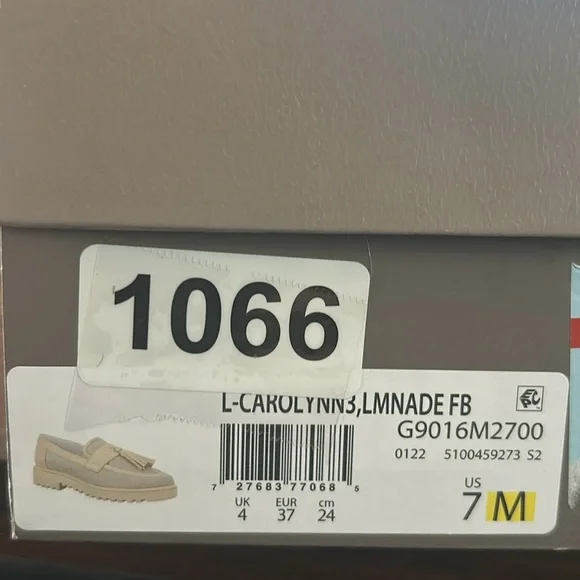 1066
L-CAROLYNN3,LMNADE FB
G9016M2700
0122 5100459273 S2
7 27683 77068 5
UK EUR cm
4 37 24
US
7 M